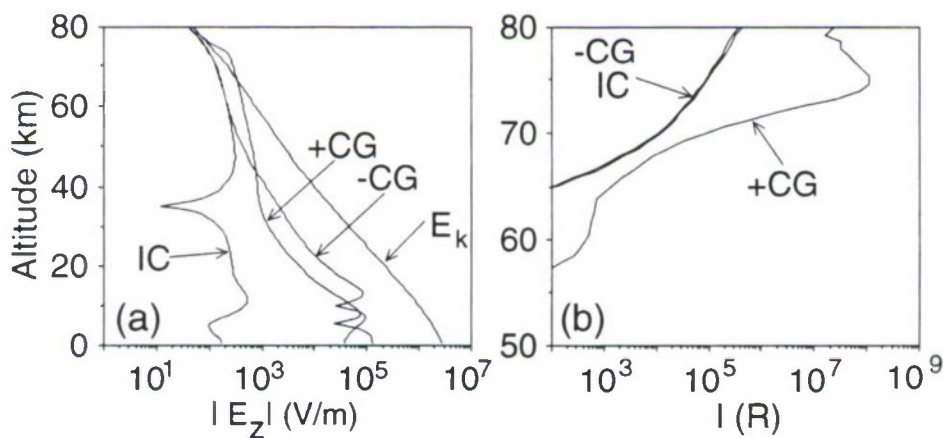 80
60
40
20
0
Altitude (km)
+CG
-CG
E_k
IC
(a)
10^1
10^3
10^5
10^7
| E_z | (V/m)
80
70
60
50
-CG
IC
+CG
(b)
10^3
10^5
10^7
10^9
I (R)